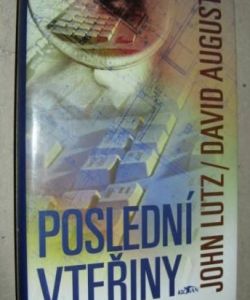 POSLEDNÍ
VTEŘINY
JOHN LUTZ / DAVID AUGUST